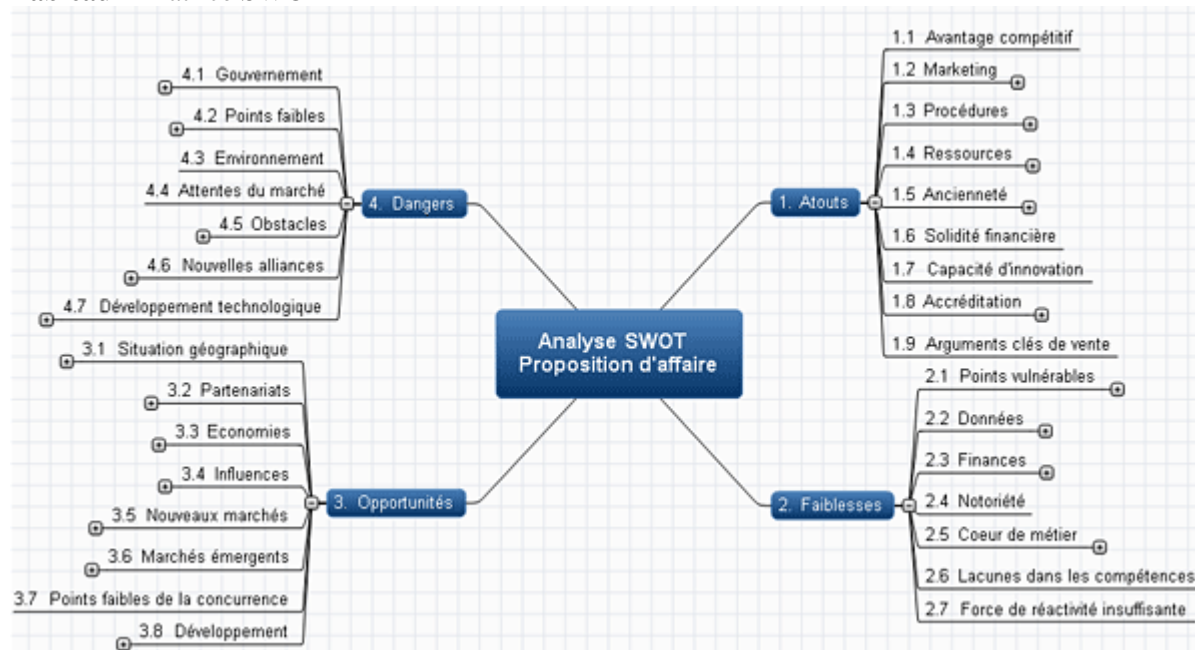 Analyse SWOT
Proposition d'affaire
1. Atouts
1.1 Avantage compétitif
1.2 Marketing
1.3 Procédures
1.4 Ressources
1.5 Ancienneté
1.6 Solidité financière
1.7 Capacité d'innovation
1.8 Accréditation
1.9 Arguments clés de vente
2. Faiblesses
2.1 Points vulnérables
2.2 Données
2.3 Finances
2.4 Notoriété
2.5 Coeur de métier
2.6 Lacunes dans les compétences
2.7 Force de réactivité insuffisante
3. Opportunités
3.1 Situation géographique
3.2 Partenariats
3.3 Economies
3.4 Influences
3.5 Nouveaux marchés
3.6 Marchés émergents
3.7 Points faibles de la concurrence
3.8 Développement
4. Dangers
4.1 Gouvernement
4.2 Points faibles
4.3 Environnement
4.4 Attentes du marché
4.5 Obstacles
4.6 Nouvelles alliances
4.7 Développement technologique